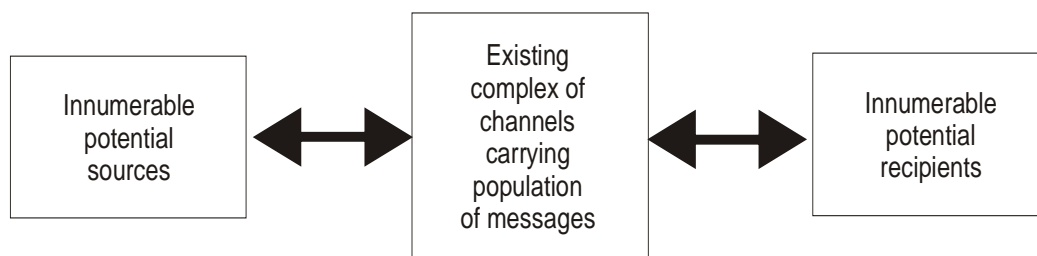 Innumerable
potential
sources
Existing
complex of
channels
carrying
population
of messages
Innumerable
potential
recipients